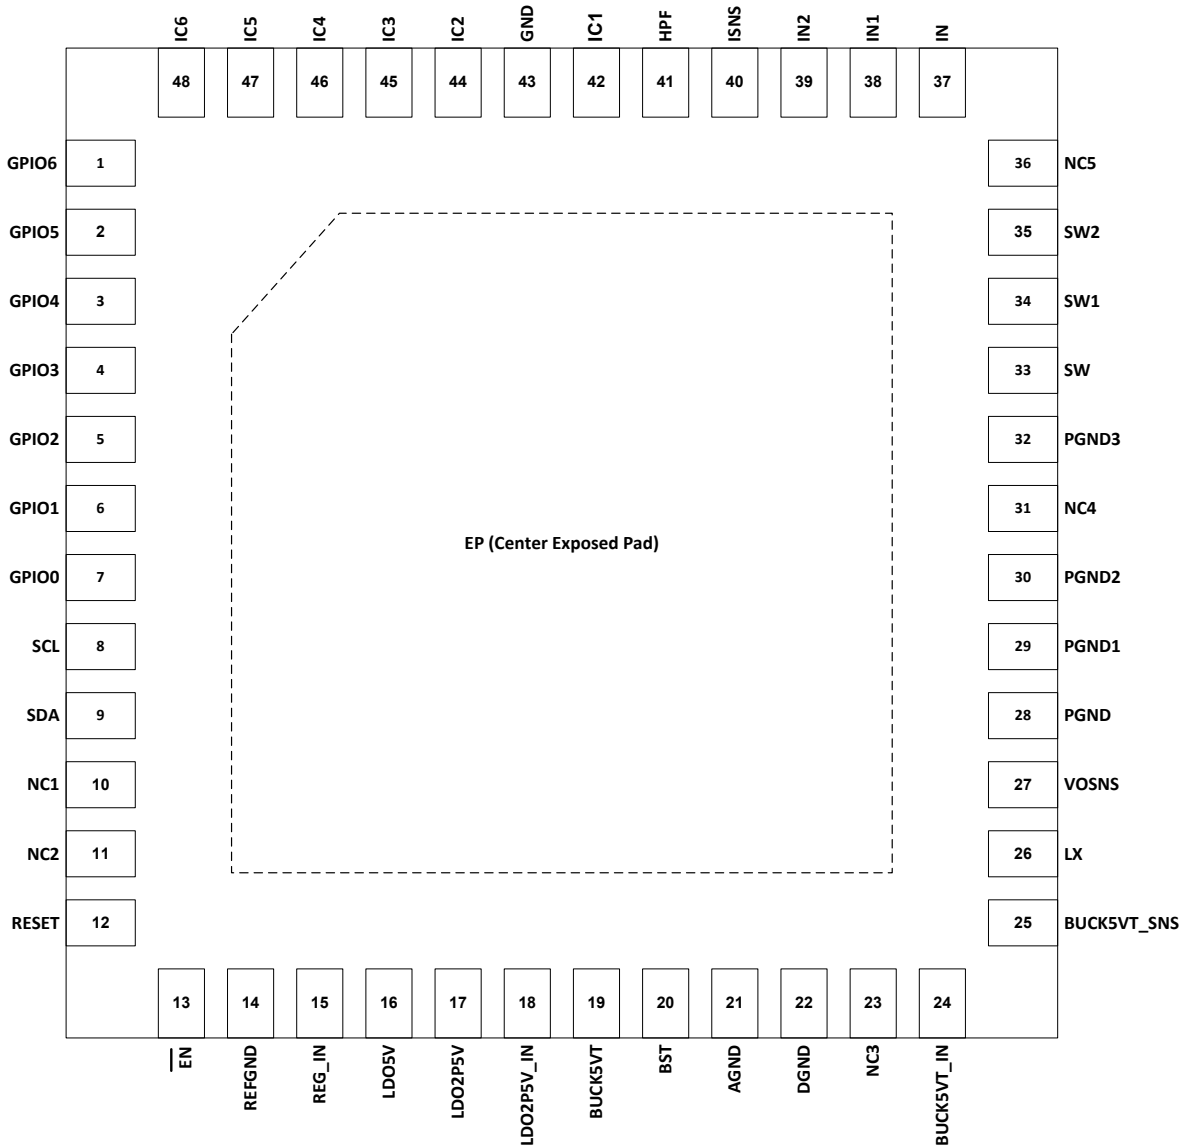 IC6
IC5
IC4
IC3
IC2
GND
IC1
HPF
ISNS
IN2
IN1
IN
48
47
46
45
44
43
42
41
40
39
38
37
GPIO6 1
GPIO5 2
GPIO4 3
GPIO3 4
GPIO2 5
GPIO1 6
GPIO0 7
SCL 8
SDA 9
NC1 10
NC2 11
RESET 12
EP (Center Exposed Pad)
36 NC5
35 SW2
34 SW1
33 SW
32 PGND3
31 NC4
30 PGND2
29 PGND1
28 PGND
27 VOSNS
26 LX
25 BUCK5VT_SNS
13
14
15
16
17
18
19
20
21
22
23
24
EN
REFGND
REG_IN
LDO5V
LDO2P5V
LDO2P5V_IN
BUCK5VT
BST
AGND
DGND
NC3
BUCK5VT_IN